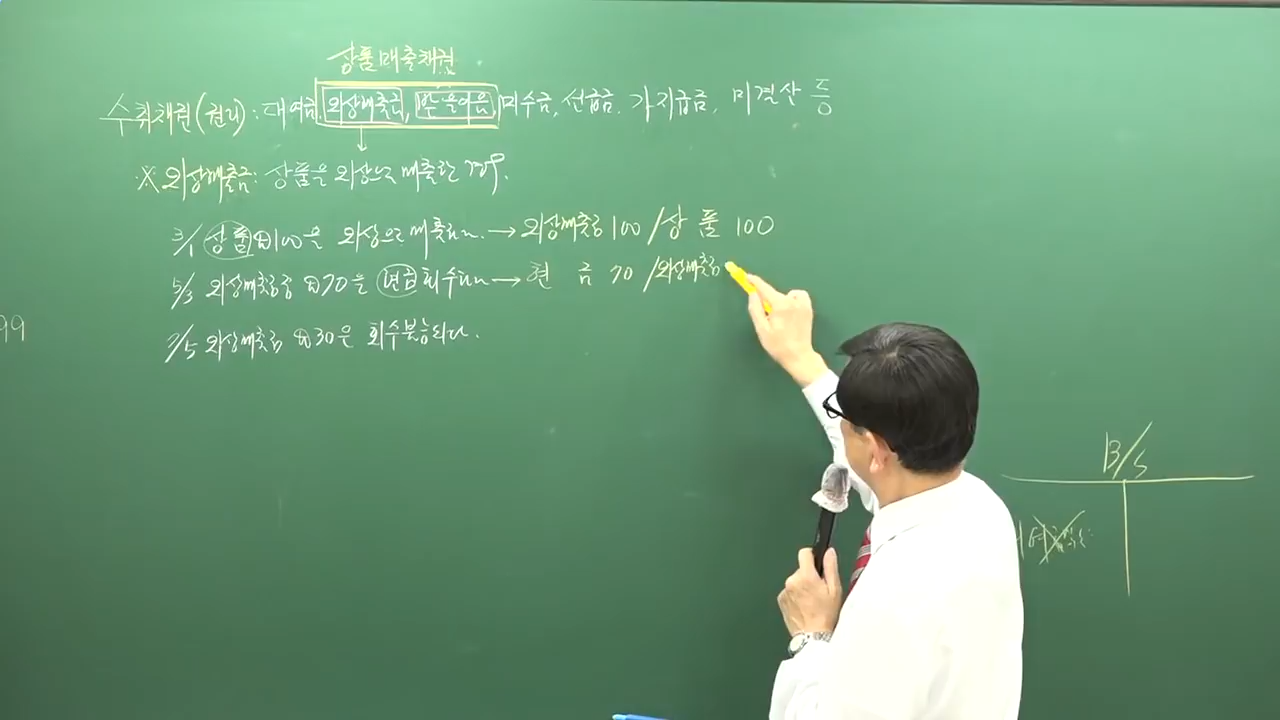 상품매출채권
수취채권(권리): 대여금, 외상매출금, 받을어음, 미수금, 선급금, 가지급금, 미결산 등
※ 외상매출금: 상품을 외상으로 매출한 경우.
3/1 상품 ₩100을 외상으로 매출하다. → 외상매출금 100 / 상품 100
5/3 외상매출금 ₩70을 현금회수하다 → 현금 70 / 외상매출금
7/5 외상매출금 ₩30은 회수불능되다.
99
B/S